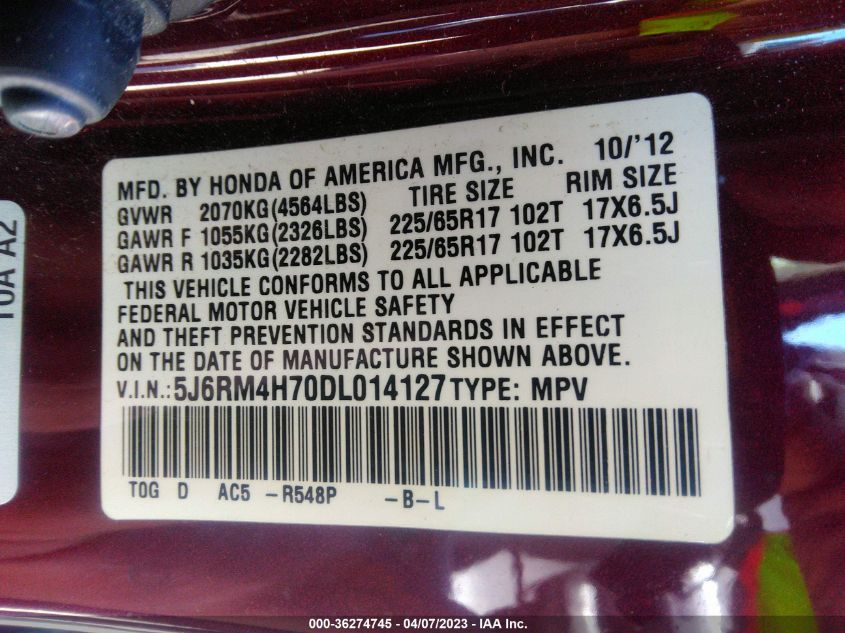 MFD. BY HONDA OF AMERICA MFG., INC. 10/'12
GVWR 2070KG(4564LBS) TIRE SIZE RIM SIZE
GAWR F 1055KG(2326LBS) 225/65R17 102T 17X6.5J
GAWR R 1035KG(2282LBS) 225/65R17 102T 17X6.5J
THIS VEHICLE CONFORMS TO ALL APPLICABLE
FEDERAL MOTOR VEHICLE SAFETY
AND THEFT PREVENTION STANDARDS IN EFFECT
ON THE DATE OF MANUFACTURE SHOWN ABOVE.
V.I.N.:5J6RM4H70DL014127 TYPE: MPV
T0G D AC5 -R548P -B-L
T0A A2
000-36274745 - 04/07/2023 - IAA Inc.